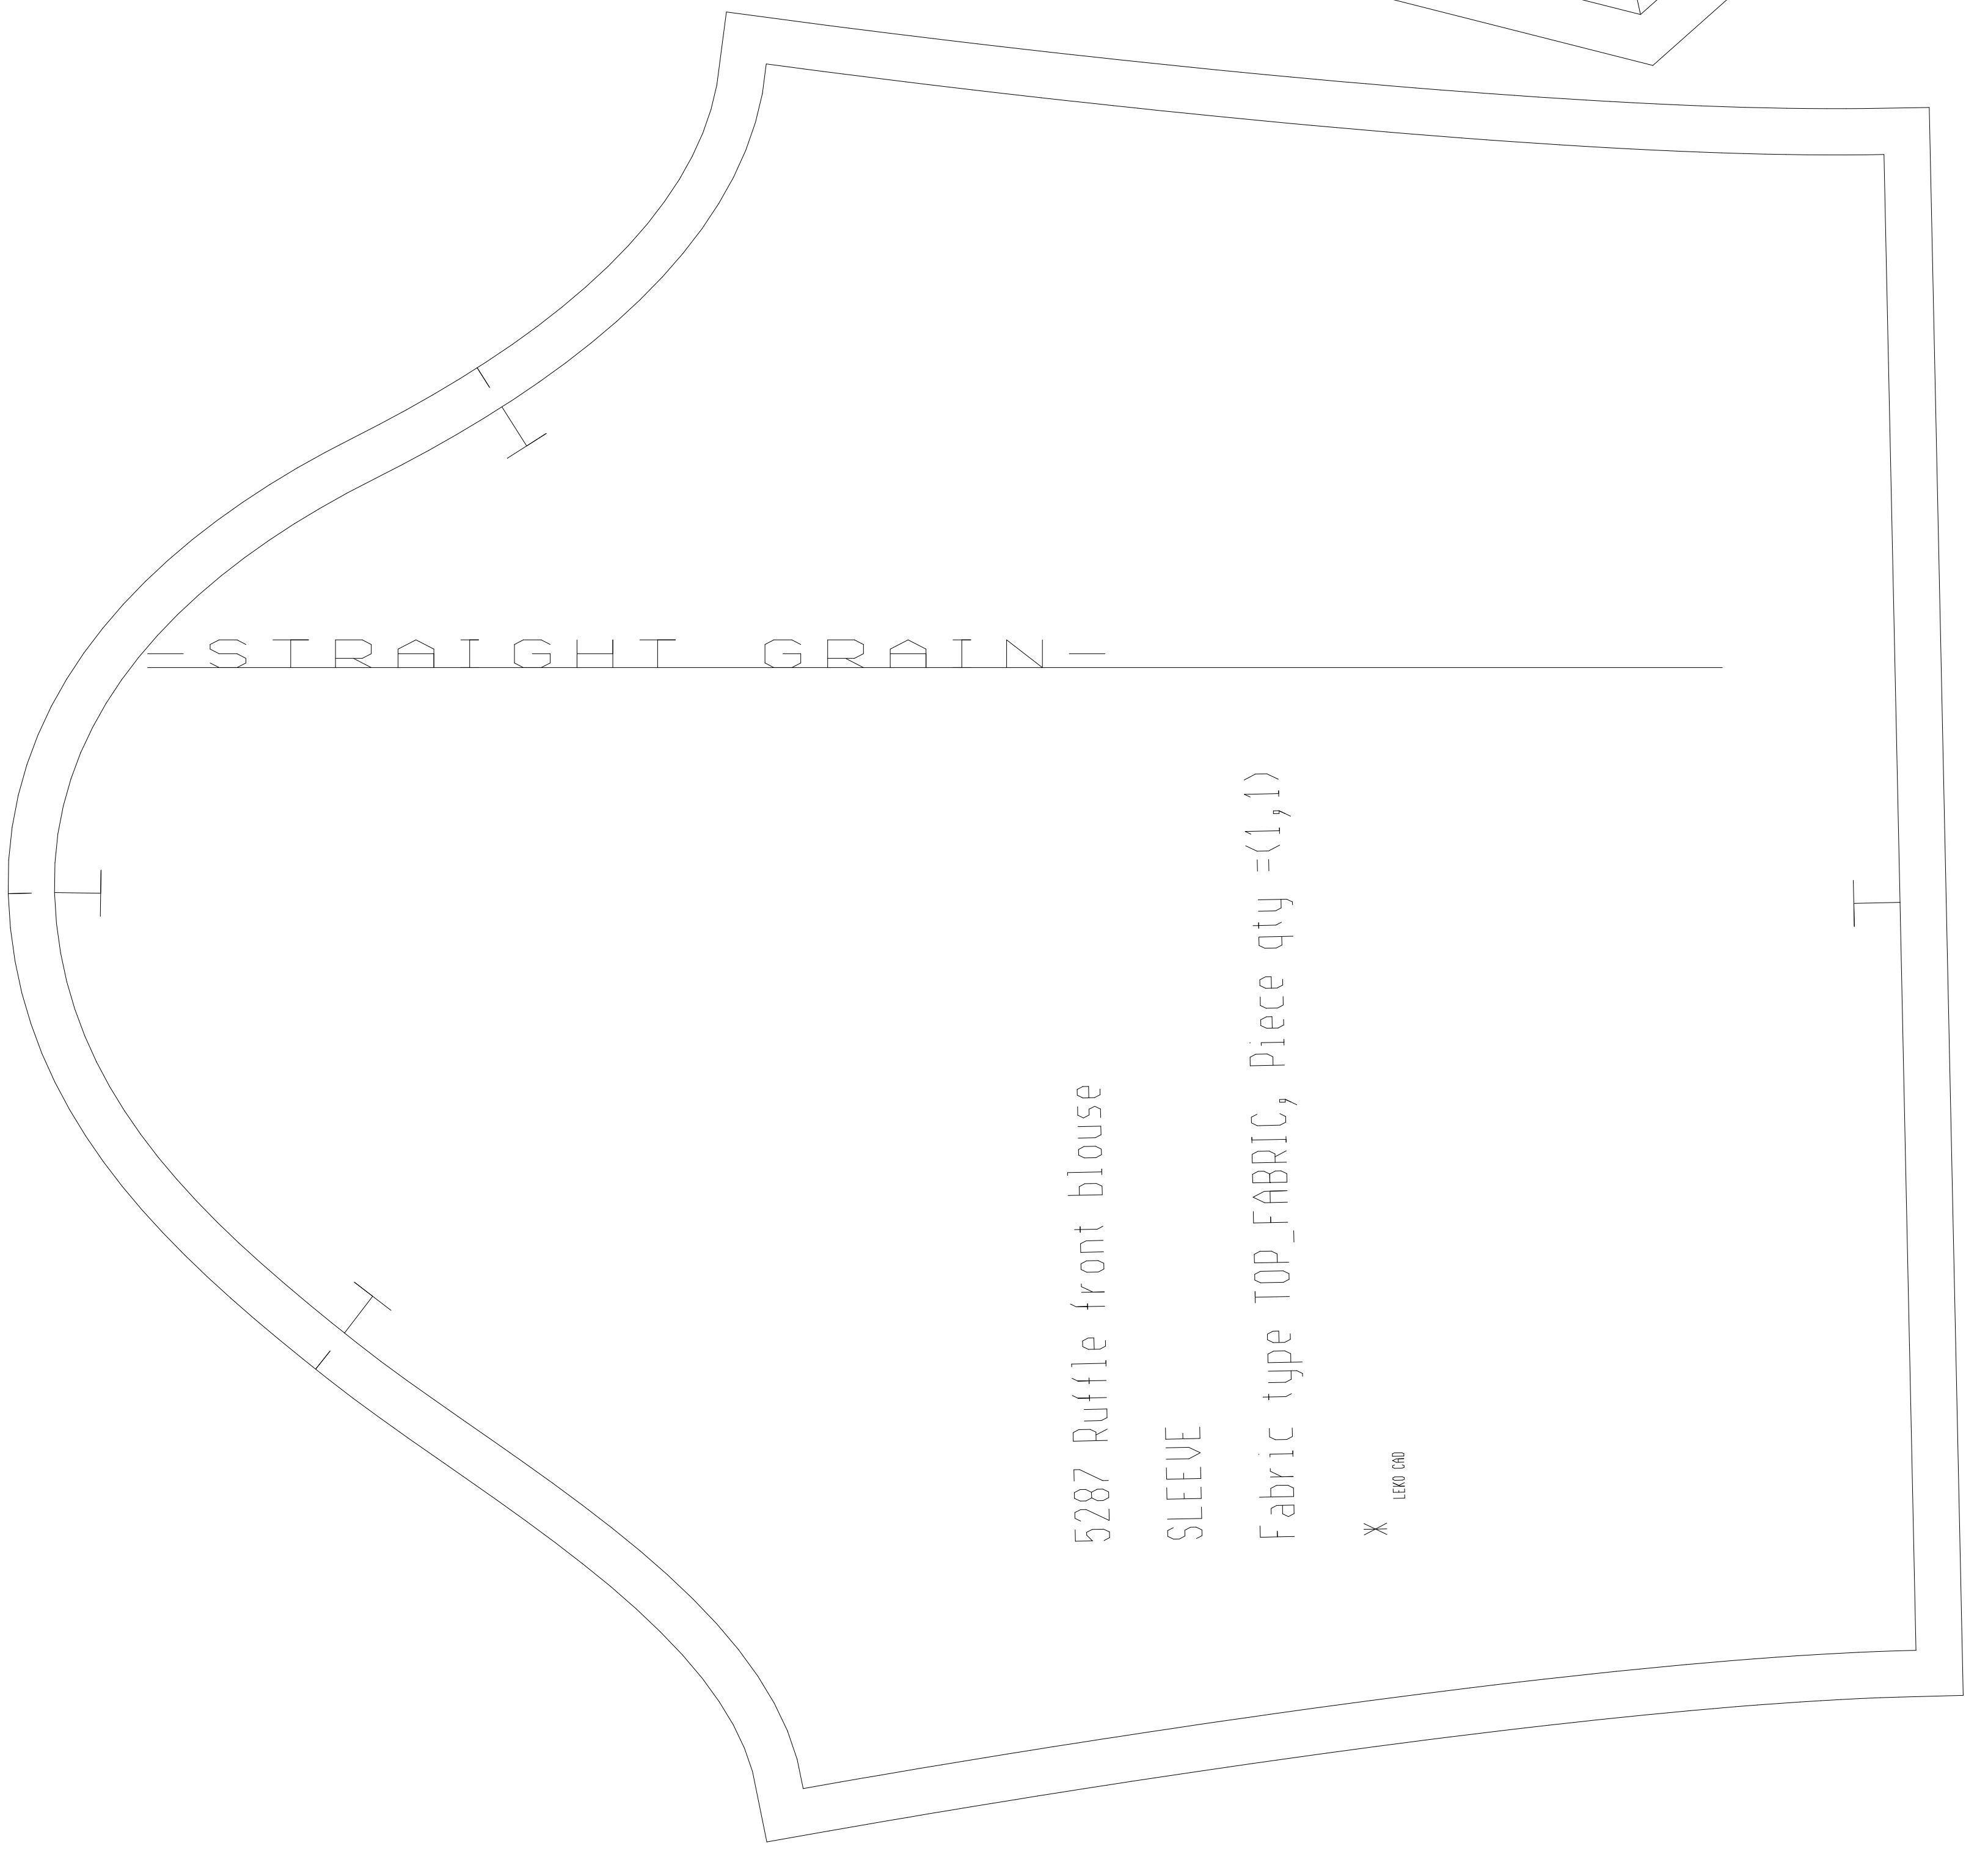 -STRAIGHT GRAIN-
5287 Ruffle front blouse
SLEEVE
Fabric type TOP_FABRIC, Piece qty =(1,1)
* LEKO CAD